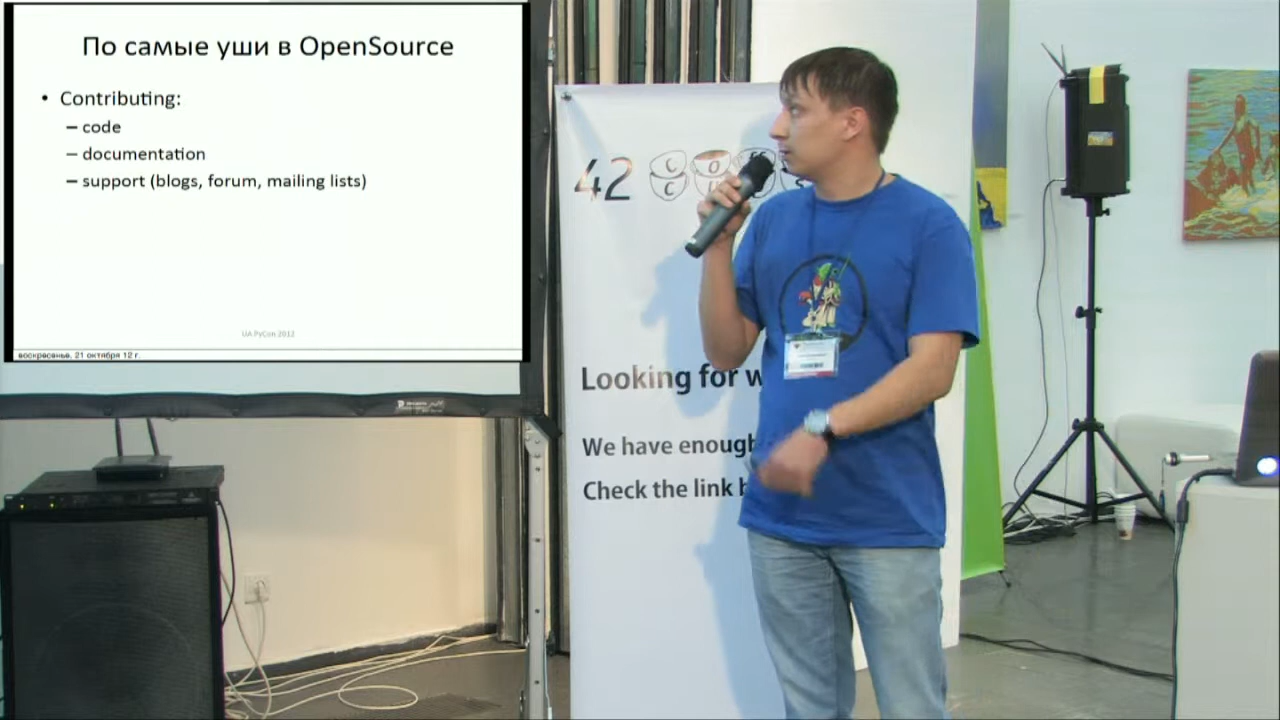 По самые уши в OpenSource
• Contributing:
– code
– documentation
– support (blogs, forum, mailing lists)
UA PyCon 2012
воскресенье, 21 октября 12 г.
42
Looking for w
We have enough
Check the link b